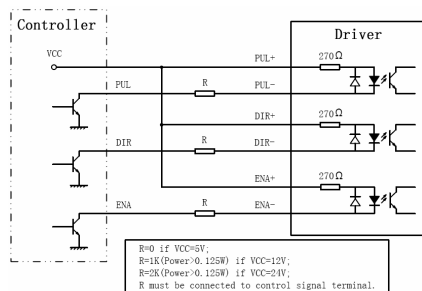 Controller
Driver
VCC
PUL+
270Ω
PUL
R
PUL-
DIR+
270Ω
DIR
R
DIR-
ENA+
270Ω
ENA
R
ENA-
R=0 if VCC=5V;
R=1K(Power>0.125W) if VCC=12V;
R=2K(Power>0.125W) if VCC=24V;
R must be connected to control signal terminal.